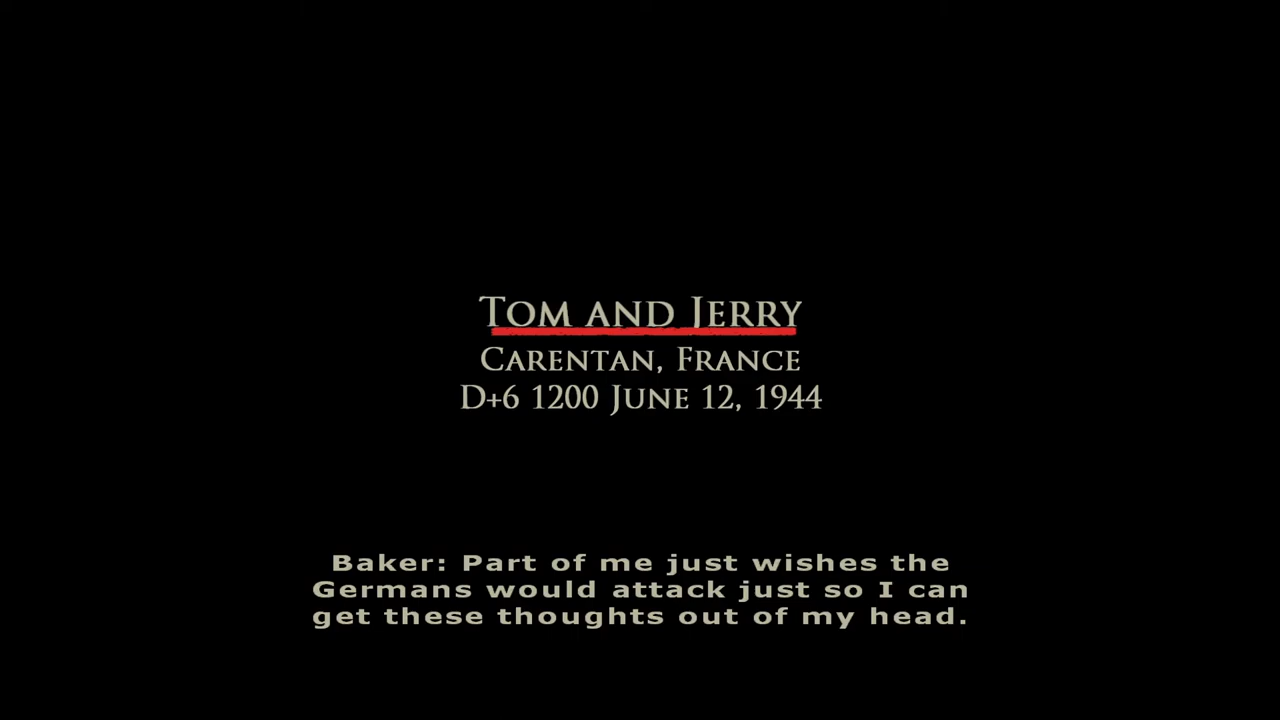 Tom and Jerry
Carentan, France
D+6 1200 June 12, 1944
Baker: Part of me just wishes the
Germans would attack just so I can
get these thoughts out of my head.